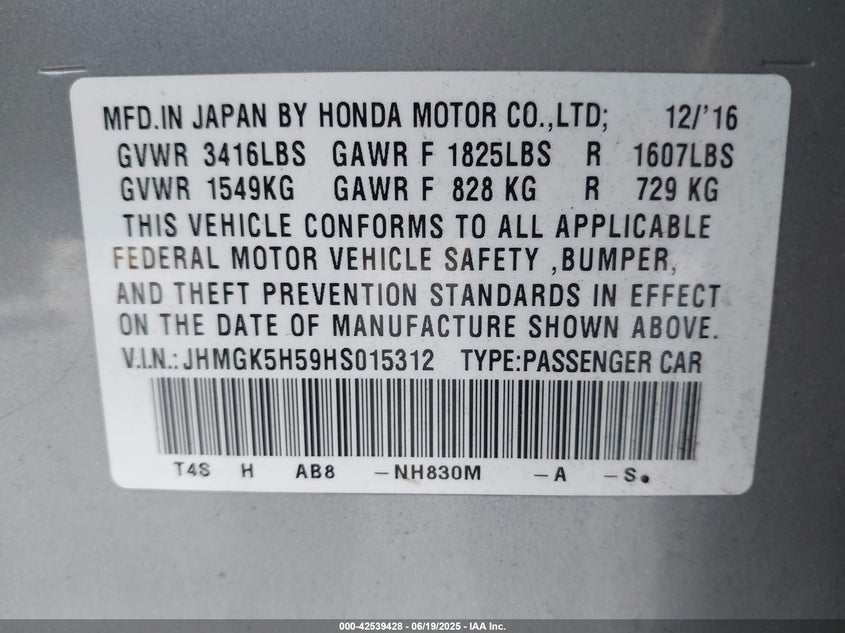 MFD.IN JAPAN BY HONDA MOTOR CO.,LTD; 12/'16
GVWR 3416LBS GAWR F 1825LBS R 1607LBS
GVWR 1549KG GAWR F 828 KG R 729 KG
THIS VEHICLE CONFORMS TO ALL APPLICABLE
FEDERAL MOTOR VEHICLE SAFETY ,BUMPER,
AND THEFT PREVENTION STANDARDS IN EFFECT
ON THE DATE OF MANUFACTURE SHOWN ABOVE.
V.I.N.:JHMGK5H59HS015312 TYPE:PASSENGER CAR
T4S H AB8 -NH830M -A -S.
000-42539428 - 06/19/2025 - IAA Inc.